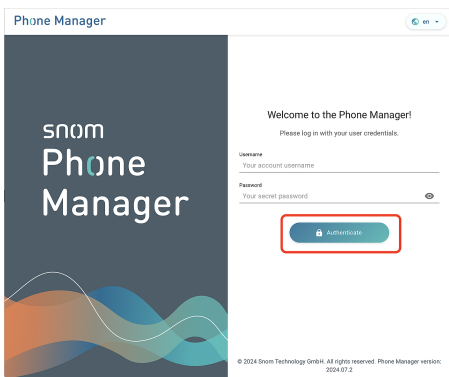 Phone Manager
en
snom
Phone
Manager
Welcome to the Phone Manager!
Please log in with your user credentials.
Username
Your account username
Password
Your secret password
Authenticate
© 2024 Snom Technology GmbH. All rights reserved. Phone Manager version:
2024.07.2